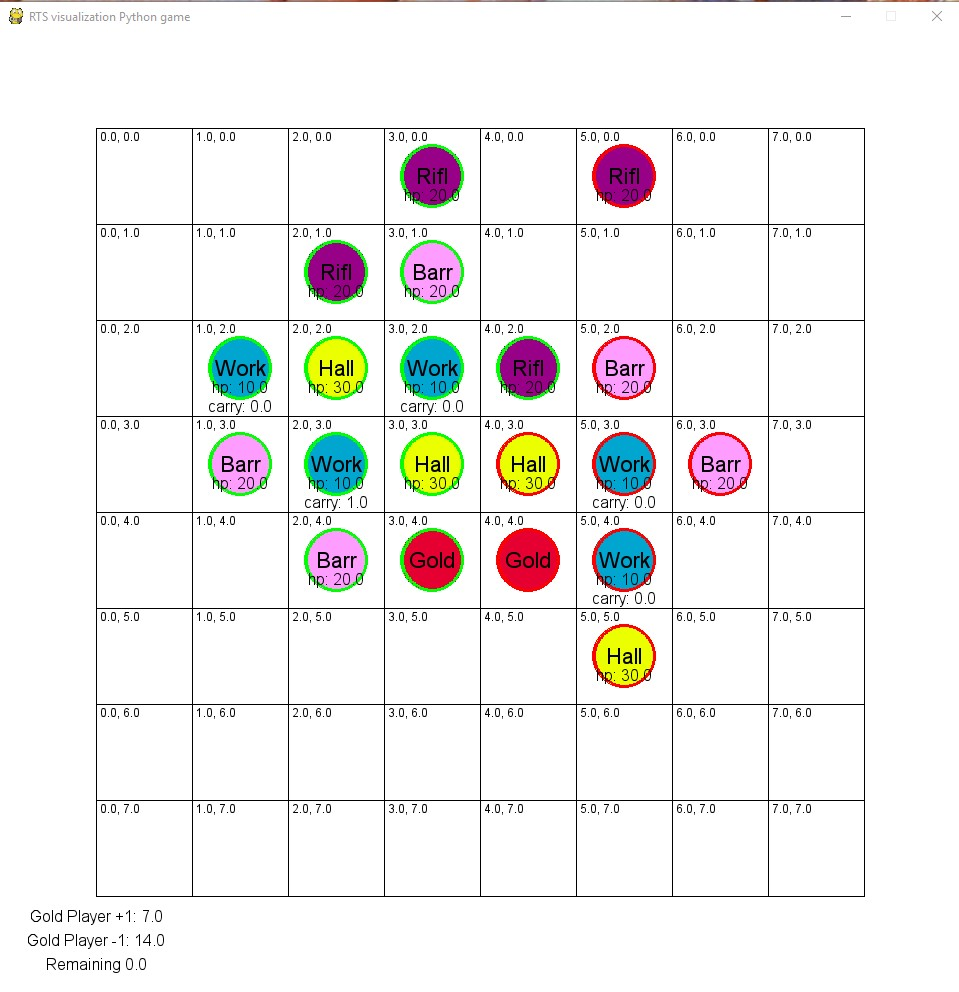 RTS visualization Python game
0.0, 0.0 1.0, 0.0 2.0, 0.0 3.0, 0.0 4.0, 0.0 5.0, 0.0 6.0, 0.0 7.0, 0.0
Rifl Rifl
hp: 20.0 hp: 20.0
0.0, 1.0 1.0, 1.0 2.0, 1.0 3.0, 1.0 4.0, 1.0 5.0, 1.0 6.0, 1.0 7.0, 1.0
Rifl Barr
hp: 20.0 hp: 20.0
0.0, 2.0 1.0, 2.0 2.0, 2.0 3.0, 2.0 4.0, 2.0 5.0, 2.0 6.0, 2.0 7.0, 2.0
Work Hall Work Rifl Barr
hp: 10.0 hp: 30.0 hp: 10.0 hp: 20.0 hp: 20.0
carry: 0.0 carry: 0.0
0.0, 3.0 1.0, 3.0 2.0, 3.0 3.0, 3.0 4.0, 3.0 5.0, 3.0 6.0, 3.0 7.0, 3.0
Barr Work Hall Hall Work Barr
hp: 20.0 hp: 10.0 hp: 30.0 hp: 30.0 hp: 10.0 hp: 20.0
carry: 1.0 carry: 0.0
0.0, 4.0 1.0, 4.0 2.0, 4.0 3.0, 4.0 4.0, 4.0 5.0, 4.0 6.0, 4.0 7.0, 4.0
Barr Gold Gold Work
hp: 20.0 hp: 10.0
carry: 0.0
0.0, 5.0 1.0, 5.0 2.0, 5.0 3.0, 5.0 4.0, 5.0 5.0, 5.0 6.0, 5.0 7.0, 5.0
Hall
hp: 30.0
0.0, 6.0 1.0, 6.0 2.0, 6.0 3.0, 6.0 4.0, 6.0 5.0, 6.0 6.0, 6.0 7.0, 6.0
0.0, 7.0 1.0, 7.0 2.0, 7.0 3.0, 7.0 4.0, 7.0 5.0, 7.0 6.0, 7.0 7.0, 7.0
Gold Player +1: 7.0
Gold Player -1: 14.0
Remaining 0.0